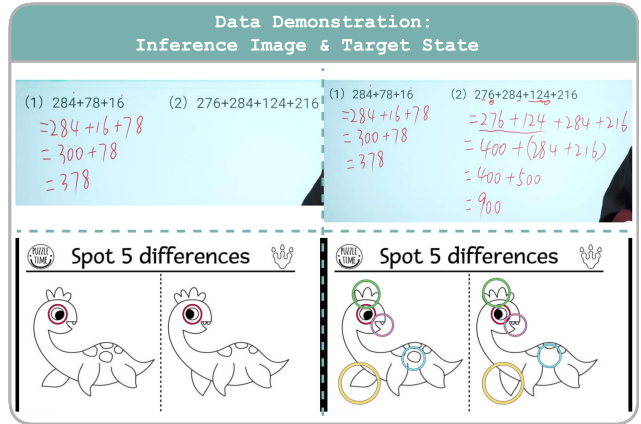 Data Demonstration:
Inference Image & Target State
(1) 284+78+16
=284+16+78
=300+78
=378
(2) 276+284+124+216
(1) 284+78+16
=284+16+78
=300+78
=378
(2) 276+284+124+216
=276+124+284+216
=400+(284+216)
=400+500
=900
PUZZLE TIME
Spot 5 differences
PUZZLE TIME
Spot 5 differences